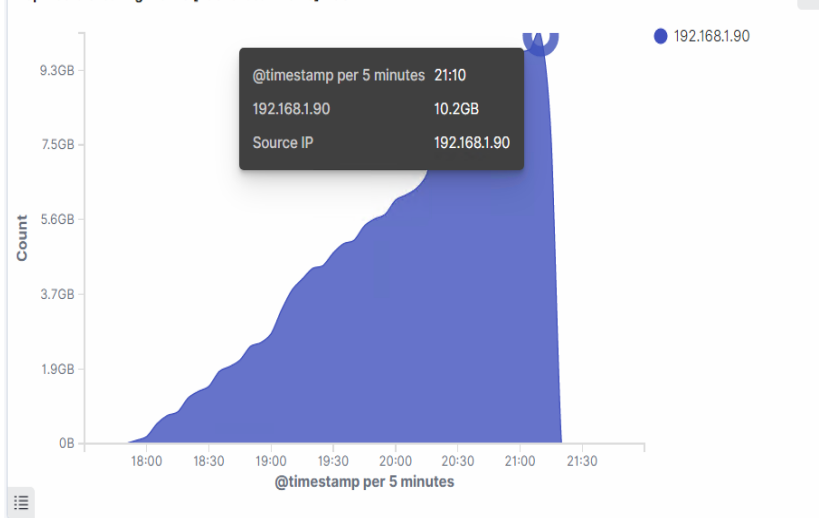 192.168.1.90
@timestamp per 5 minutes 21:10
192.168.1.90 10.2GB
Source IP 192.168.1.90
9.3GB
7.5GB
5.6GB
3.7GB
1.9GB
0B
Count
18:00 18:30 19:00 19:30 20:00 20:30 21:00 21:30
@timestamp per 5 minutes